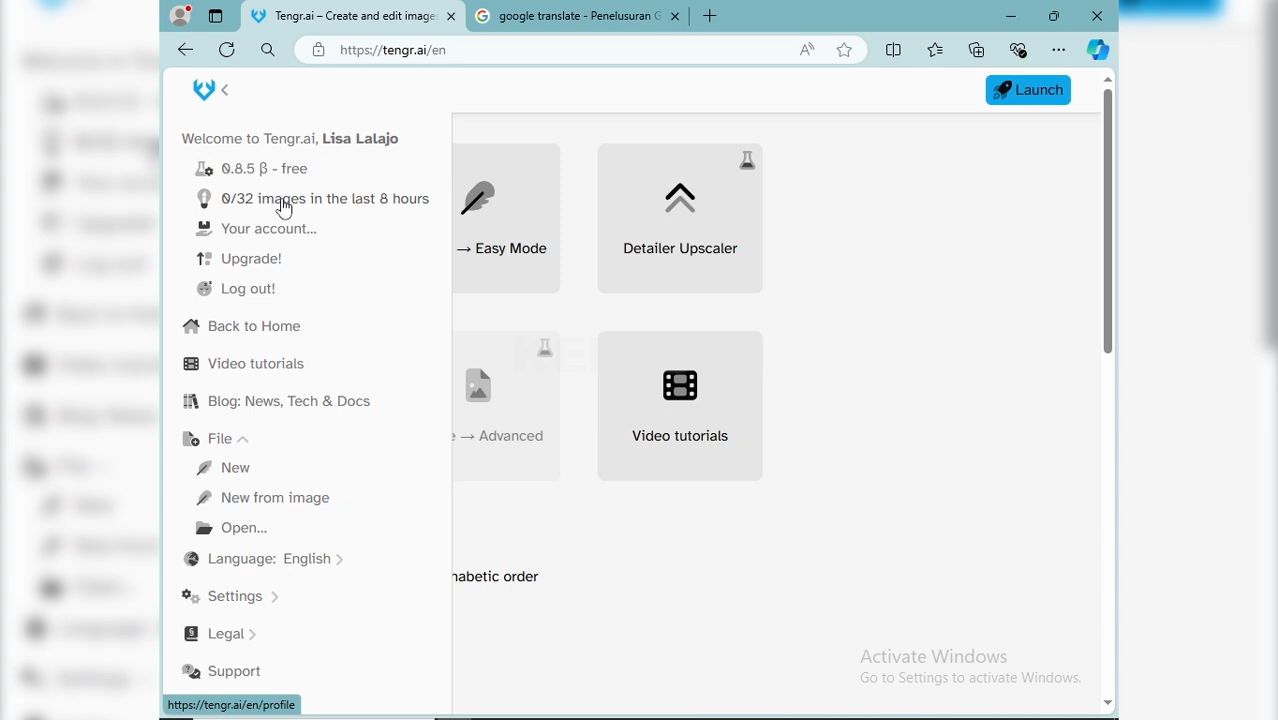 Tengr.ai – Create and edit image
google translate - Penelusuran G
https://tengr.ai/en
Launch
Welcome to Tengr.ai, Lisa Lalajo
0.8.5 β - free
0/32 images in the last 8 hours
Your account...
Upgrade!
Log out!
Back to Home
Video tutorials
Blog: News, Tech & Docs
File
New
New from image
Open...
Language: English
Settings
Legal
Support
→ Easy Mode
Detailer Upscaler
→ Advanced
Video tutorials
order
Activate Windows
Go to Settings to activate Windows.
https://tengr.ai/en/profile